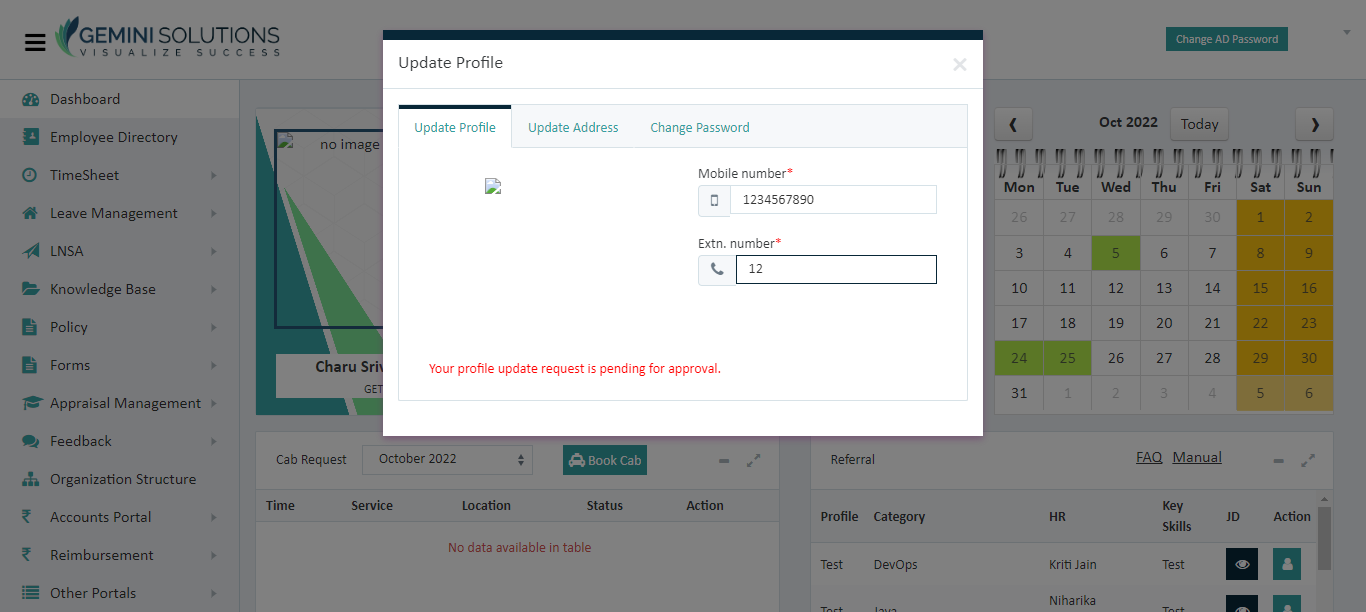 GEMINI SOLUTIONS
VISUALIZE SUCCESS
Change AD Password
Dashboard
Employee Directory
TimeSheet
Leave Management
LNSA
Knowledge Base
Policy
Forms
Appraisal Management
Feedback
Organization Structure
Accounts Portal
Reimbursement
Other Portals
no image
Charu Sriv
GET
Update Profile
×
Update Profile Update Address Change Password
Mobile number*
1234567890
Extn. number*
12
Your profile update request is pending for approval.
❮ Oct 2022 Today ❯
Mon Tue Wed Thu Fri Sat Sun
26 27 28 29 30 1 2
3 4 5 6 7 8 9
10 11 12 13 14 15 16
17 18 19 20 21 22 23
24 25 26 27 28 29 30
31 1 2 3 4 5 6
Cab Request October 2022 Book Cab
Time Service Location Status Action
No data available in table
Referral FAQ Manual
Profile Category HR Key Skills JD Action
Test DevOps Kriti Jain Test
Test Java Niharika Test